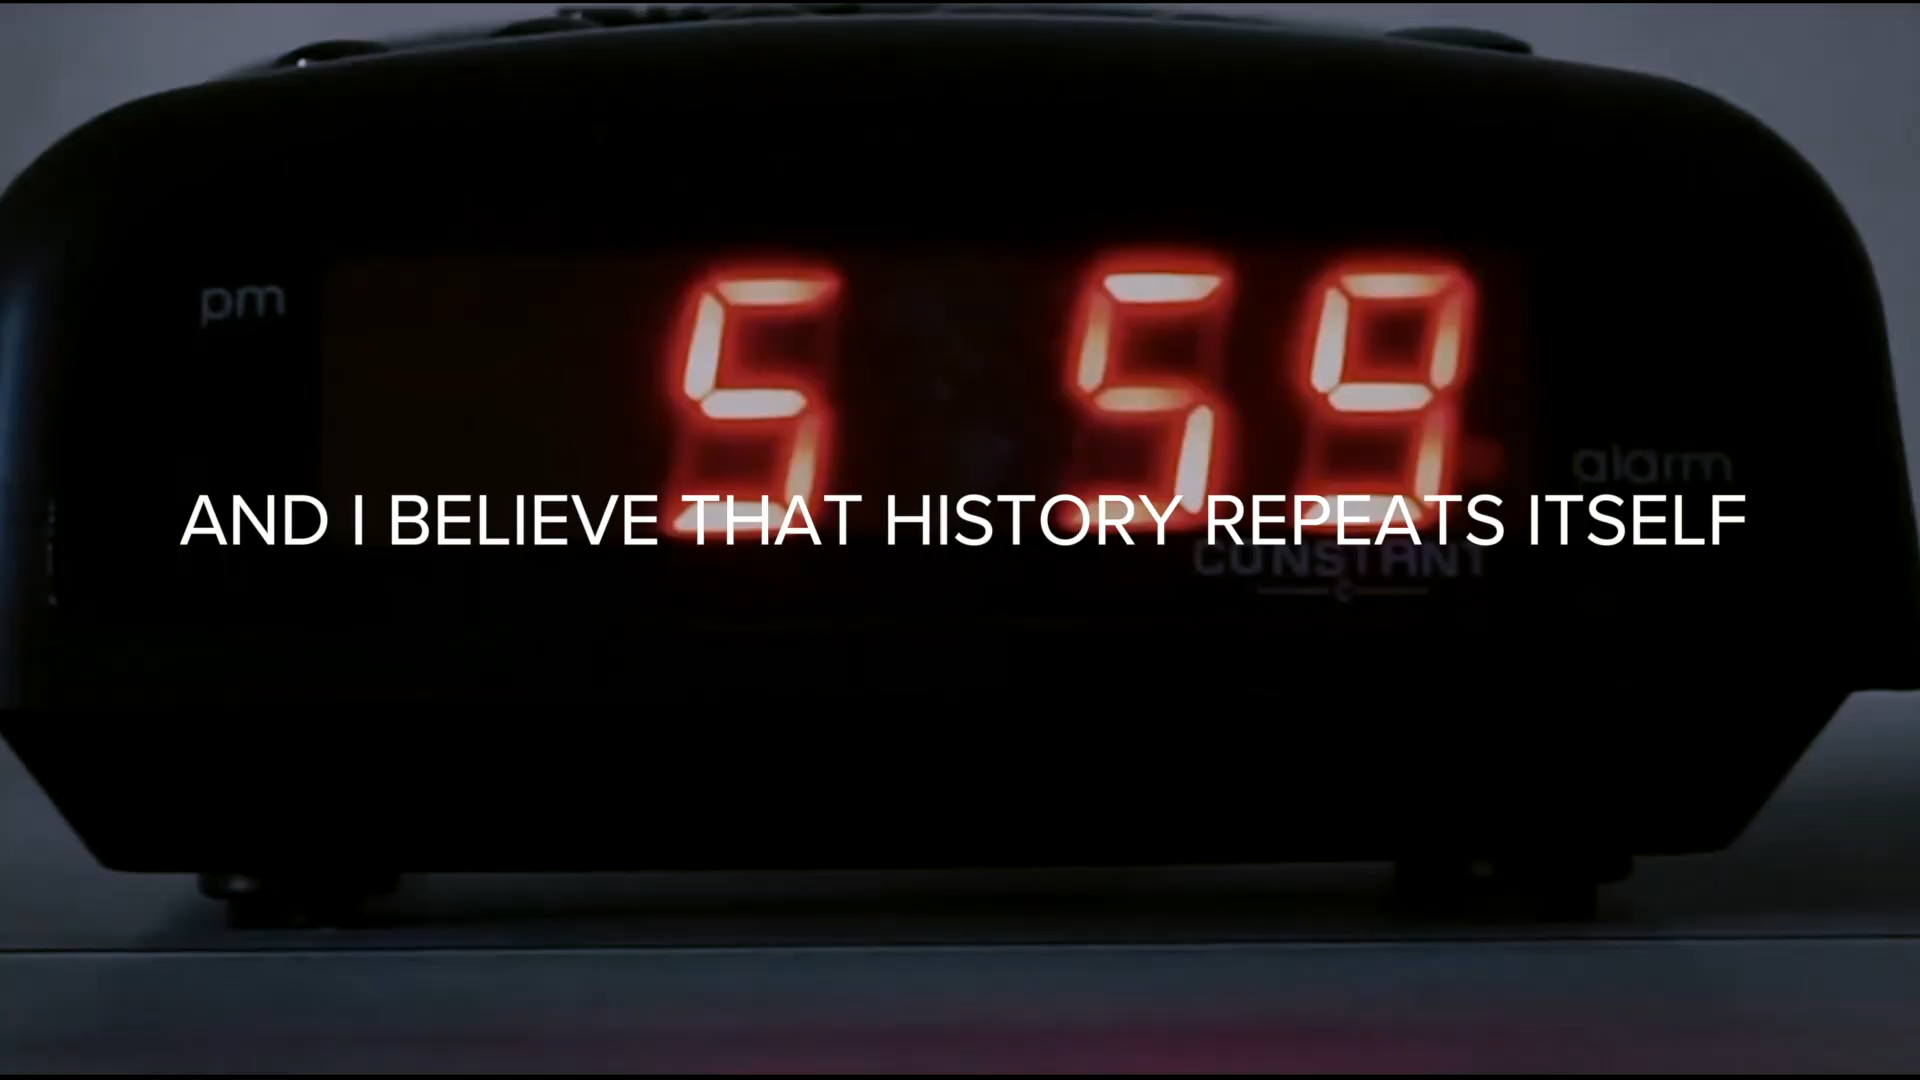 pm
5 59
alarm
AND I BELIEVE THAT HISTORY REPEATS ITSELF
CONSTANT
C